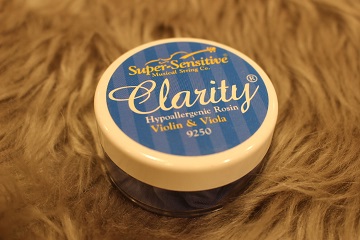 Super-Sensitive
Musical String Co.
Clarity®
Hypoallergenic Rosin
Violin & Viola
9250